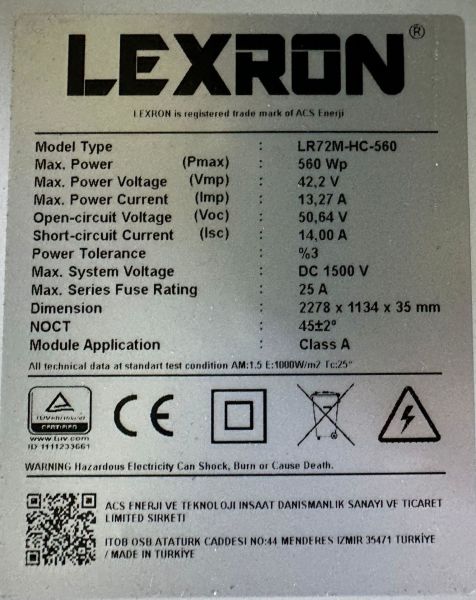 LEXRON®
LEXRON is registered trade mark of ACS Enerji
Model Type : LR72M-HC-560
Max. Power (Pmax) : 560 Wp
Max. Power Voltage (Vmp) : 42,2 V
Max. Power Current (Imp) : 13,27 A
Open-circuit Voltage (Voc) : 50,64 V
Short-circuit Current (Isc) : 14,00 A
Power Tolerance : %3
Max. System Voltage : DC 1500 V
Max. Series Fuse Rating : 25 A
Dimension : 2278 x 1134 x 35 mm
NOCT : 45±2°
Module Application : Class A
All technical data at standart test condition AM:1.5 E:1000W/m2 Tc:25°
CERTIFIED
www.tuv.com
ID 1111233661
CE
WARNING Hazardous Electricity Can Shock, Burn or Cause Death.
ACS ENERJI VE TEKNOLOJI INSAAT DANISMANLIK SANAYI VE TICARET
LIMITED SIRKETI
ITOB OSB ATATURK CADDESI NO:44 MENDERES IZMIR 35471 TURKİYE
/ MADE IN TURKIYE